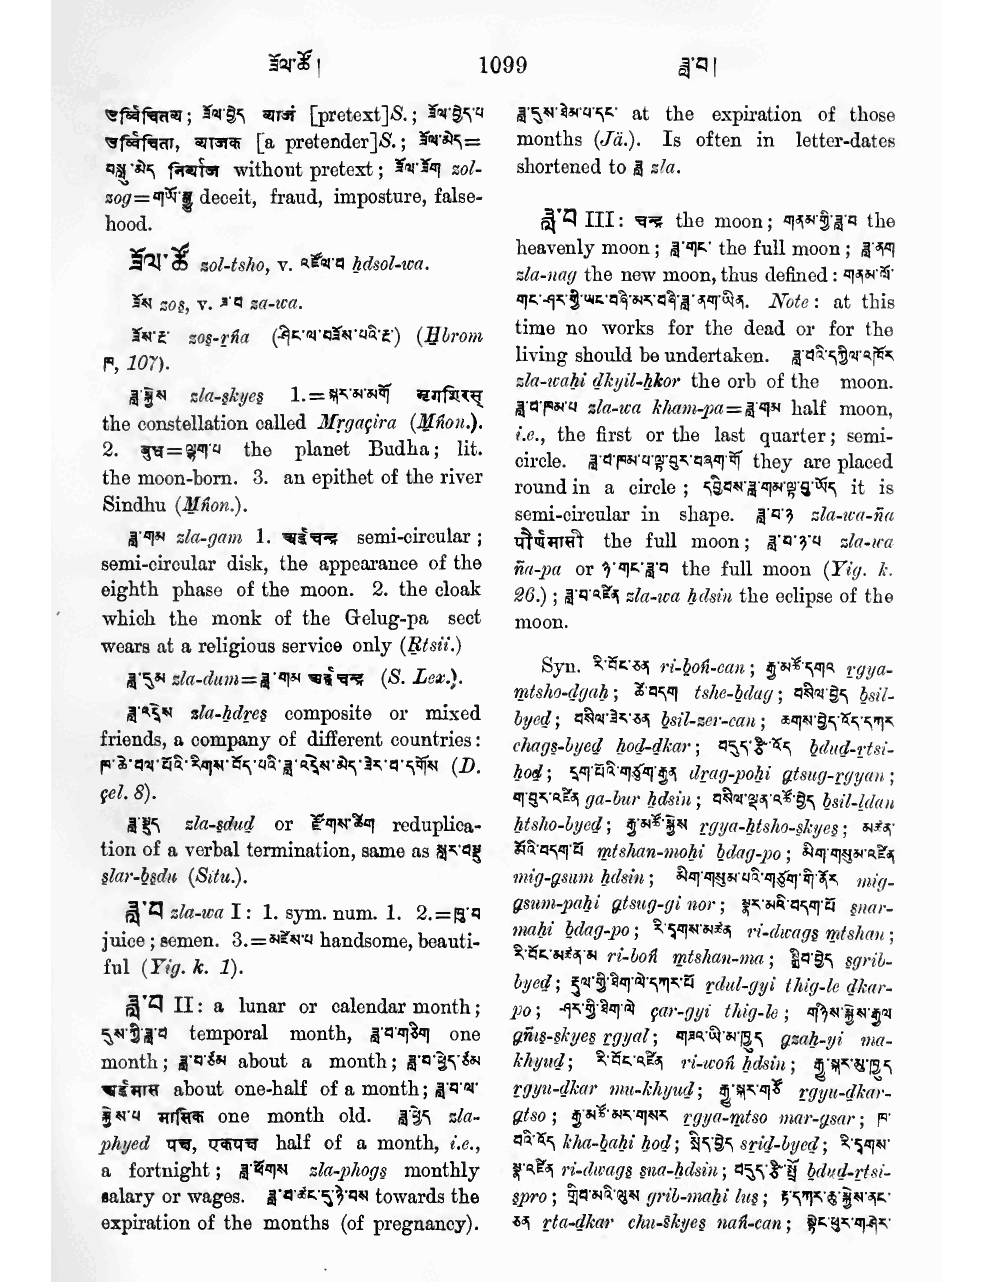 ཟོལ་ཚོ། 1099 ཟླ་བ།
ཟོལ་བྱེད་ व्याजं [pretext]S.; ཟོལ་བྱེད་པ
व्याजक [a pretender]S.; ཟོལ་མེད=
བསླུ་མེད निर्व्याज without pretext; ཟོལ་ཟོག zol-
zog=གཡོ་སྒྱུ deceit, fraud, imposture, false-
hood.
ཟོལ་ཚོ zol-tsho, v. འཛོལ་བ ḥdsol-wa.
ཟོས zos, v. ཟ་བ za-wa.
ཟོས་རྔ་ zos-rṅa (ཤིང་ལ་བཟོས་པའི་རྔ་) (Ḥbrom
ཁ, 107).
ཟླ་སྐྱེས zla-skyes 1.=སྐར་མ་མགོ मृगशिरस्
the constellation called Mṛgaçira (Mṅon.).
2. बुध=ལྷག་པ the planet Budha; lit.
the moon-born. 3. an epithet of the river
Sindhu (Mṅon.).
ཟླ་གམ zla-gam 1. अर्द्धचन्द्र semi-circular;
semi-circular disk, the appearance of the
eighth phase of the moon. 2. the cloak
which the monk of the Gelug-pa sect
wears at a religious service only (Rtsii.)
ཟླ་དུམ zla-dum=ཟླ་གམ अर्द्धचन्द्र (S. Lex.).
ཟླ་འདྲེས zla-ḥdres composite or mixed
friends, a company of different countries:
ཁ་ཆེ་བལ་པོའི་རིགས་བོད་པའི་ཟླ་འདྲེས་མེད་ཟེར་བ་དགོས (D.
çel. 8).
ཟླ་སྡུད zla-sdud or རྫོགས་ཚིག reduplica-
tion of a verbal termination, same as སླར་བསྡུ
slar-bsdu (Situ.).
ཟླ་བ zla-wa I: 1. sym. num. 1. 2.=ཁུ་བ
juice; semen. 3.=མཛེས་པ handsome, beauti-
ful (Yig. k. 1).
ཟླ་བ II: a lunar or calendar month;
དུས་ཀྱི་ཟླ་བ temporal month, ཟླ་བ་གཅིག one
month; ཟླ་བ་ཙམ about a month; ཟླ་བ་ཕྱེད་ཙམ
अर्द्धमास about one-half of a month; ཟླ་བ་ལ་
སྐྱེས་པ मासिक one month old. ཟླ་ཕྱེད zla-
phyed पक्ष, एकपक्ष half of a month, i.e.,
a fortnight; ཟླ་ཕོགས zla-phogs monthly
salary or wages. ཟླ་བ་ཚང་དུ་ཉེ་བས towards the
expiration of the months (of pregnancy).
ཟླ་དུས་ཐེམ་པ་དང་ at the expiration of those
months (Jä.). Is often in letter-dates
shortened to ཟླ zla.
ཟླ་བ III: चन्द्र the moon; གནམ་གྱི་ཟླ་བ the
heavenly moon; ཟླ་གང་ the full moon; ཟླ་ནག
zla-nag the new moon, thus defined: གནམ་ལོ་
གང་ཤར་གྱི་ཡང་བཤི་མར་བཤི་ཟླ་ནག་ཡིན. Note: at this
time no works for the dead or for the
living should be undertaken. ཟླ་བའི་དཀྱིལ་འཁོར
zla-waḥi dkyil-ḥkor the orb of the moon.
ཟླ་བ་ཁམ་པ zla-wa kham-pa=ཟླ་གམ half moon,
i.e., the first or the last quarter; semi-
circle. ཟླ་བ་ཁམ་པ་ལྟ་བུར་བཞག་གོ they are placed
round in a circle; དབྱིབས་ཟླ་གམ་ལྟ་བུ་ཡོད it is
semi-circular in shape. ཟླ་བ་ཉ zla-wa-ña
पौर्णमासी the full moon; ཟླ་བ་ཉ་པ zla-wa
ña-pa or ཉ་གང་ཟླ་བ the full moon (Yig. k.
26.); ཟླ་བ་འཛིན zla-wa ḥdsin the eclipse of the
moon.
Syn. རི་བོང་ཅན ri-boṅ-can; རྒྱ་མཚོ་དགའ rgya-
mtsho-dgaḥ; ཚེ་བདག tshe-bdag; བསིལ་བྱེད bsil-
byed; བསིལ་ཟེར་ཅན bsil-zer-can; ཆགས་བྱེད་འོད་དཀར
chags-byed ḥod-dkar; བདུད་རྩི་འོད bdud-rtsi-
ḥod; དྲག་པོའི་གཙུག་རྒྱན drag-poḥi gtsug-rgyan;
ག་བུར་འཛིན ga-bur ḥdsin; བསིལ་ལྡན་འཚོ་བྱེད bsil-ldan
ḥtsho-byed; རྒྱ་མཚོ་སྐྱེས rgya-ḥtsho-skyes; མཚན་
མོའི་བདག་པོ mtshan-moḥi bdag-po; མིག་གསུམ་འཛིན
mig-gsum ḥdsin; མིག་གསུམ་པའི་གཙུག་གི་ནོར mig-
gsum-paḥi gtsug-gi nor; སྣར་མའི་བདག་པོ snar-
maḥi bdag-po; རི་དྭགས་མཚན ri-dwags mtshan;
རི་བོང་མཚན་མ ri-boṅ mtshan-ma; སྒྲིབ་བྱེད sgrib-
byed; རྡུལ་གྱི་ཐིག་ལེ་དཀར་པོ rdul-gyi thig-le dkar-
po; ཤར་གྱི་ཐིག་ལེ çar-gyi thig-le; གཉིས་སྐྱེས་རྒྱལ
gñis-skyes rgyal; གཟའ་ཡི་མ་ཁྱུད gzaḥ-yi ma-
khyud; རི་བོང་འཛིན ri-woṅ ḥdsin; རྒྱུ་སྐར་མུ་ཁྱུད
rgyu-dkar mu-khyud; རྒྱུ་སྐར་གཙོ rgyu-dkar-
gtso; རྒྱ་མཚོ་མར་གསར rgya-mtso mar-gsar; ཁ་
བའི་འོད kha-baḥi ḥod; སྲིད་བྱེད srid-byed; རི་དྭགས་
སྣ་འཛིན ri-dwags sna-ḥdsin; བདུད་རྩི་སྤྲོ bdud-rtsi-
spro; གྲིབ་མའི་ལུས grib-maḥi lus; རྟ་དཀར་ཆུ་སྐྱེས་ནང་
ཅན rta-dkar chu-skyes naṅ-can; སྟེང་ཕུར་གཤེར་